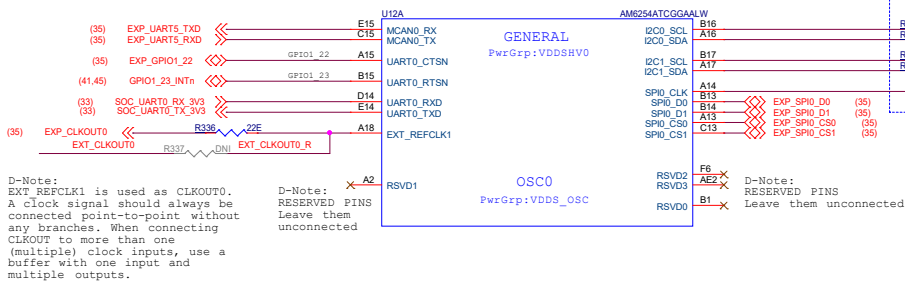 U12A
AM6254ATCGGAALW
(35) EXP_UART5_TXD E15 MCAN0_RX
(35) EXP_UART5_RXD C15 MCAN0_TX
(35) EXP_GPIO1_22 GPIO1_22 A15 UART0_CTSN
(41,45) GPIO1_23_INTn GPIO1_23 B15 UART0_RTSN
(33) SOC_UART0_RX_3V3 D14 UART0_RXD
(33) SOC_UART0_TX_3V3 E14 UART0_TXD
(35) EXP_CLKOUT0 R336 22E A18 EXT_REFCLK1
EXT_CLKOUT0 R337 DNI EXT_CLKOUT0_R
A2 RSVD1
GENERAL
PwrGrp:VDDSHV0
OSC0
PwrGrp:VDDS_OSC
I2C0_SCL B16
I2C0_SDA A16
I2C1_SCL B17
I2C1_SDA A17
SPI0_CLK A14
SPI0_D0 B13 EXP_SPI0_D0 (35)
SPI0_D1 B14 EXP_SPI0_D1 (35)
SPI0_CS0 A13 EXP_SPI0_CS0 (35)
SPI0_CS1 C13 EXP_SPI0_CS1 (35)
RSVD2 F6
RSVD3 AE2
RSVD0 B1
D-Note:
EXT_REFCLK1 is used as CLKOUT0.
A clock signal should always be
connected point-to-point without
any branches. When connecting
CLKOUT to more than one
(multiple) clock inputs, use a
buffer with one input and
multiple outputs.
D-Note:
RESERVED PINS
Leave them
unconnected
D-Note:
RESERVED PINS
Leave them unconnected